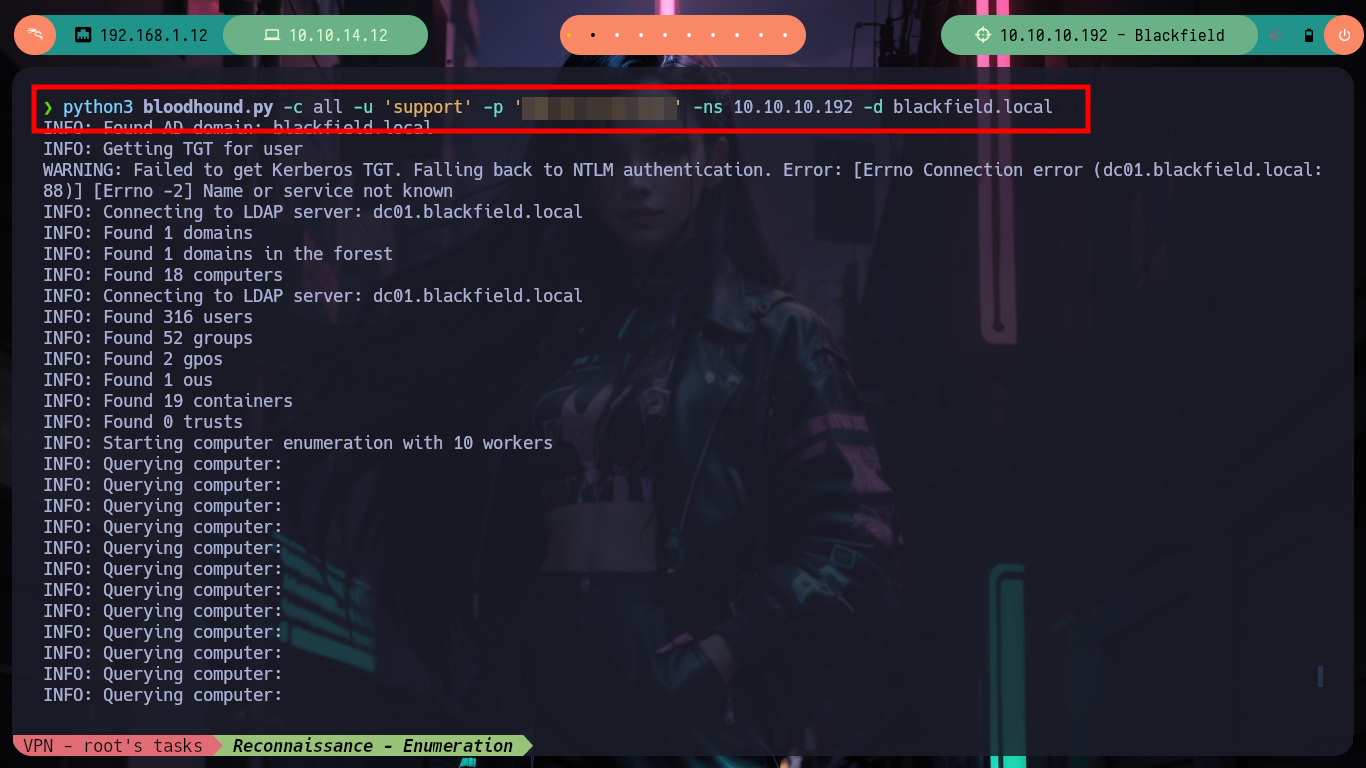 192.168.1.12
10.10.14.12
10.10.10.192 - Blackfield
❯ python3 bloodhound.py -c all -u 'support' -p ' ' -ns 10.10.10.192 -d blackfield.local
INFO: Found AD domain: blackfield.local
INFO: Getting TGT for user
WARNING: Failed to get Kerberos TGT. Falling back to NTLM authentication. Error: [Errno Connection error (dc01.blackfield.local:
88)] [Errno -2] Name or service not known
INFO: Connecting to LDAP server: dc01.blackfield.local
INFO: Found 1 domains
INFO: Found 1 domains in the forest
INFO: Found 18 computers
INFO: Connecting to LDAP server: dc01.blackfield.local
INFO: Found 316 users
INFO: Found 52 groups
INFO: Found 2 gpos
INFO: Found 1 ous
INFO: Found 19 containers
INFO: Found 0 trusts
INFO: Starting computer enumeration with 10 workers
INFO: Querying computer:
INFO: Querying computer:
INFO: Querying computer:
INFO: Querying computer:
INFO: Querying computer:
INFO: Querying computer:
INFO: Querying computer:
INFO: Querying computer:
INFO: Querying computer:
INFO: Querying computer:
INFO: Querying computer:
INFO: Querying computer:
VPN - root's tasks
Reconnaissance - Enumeration